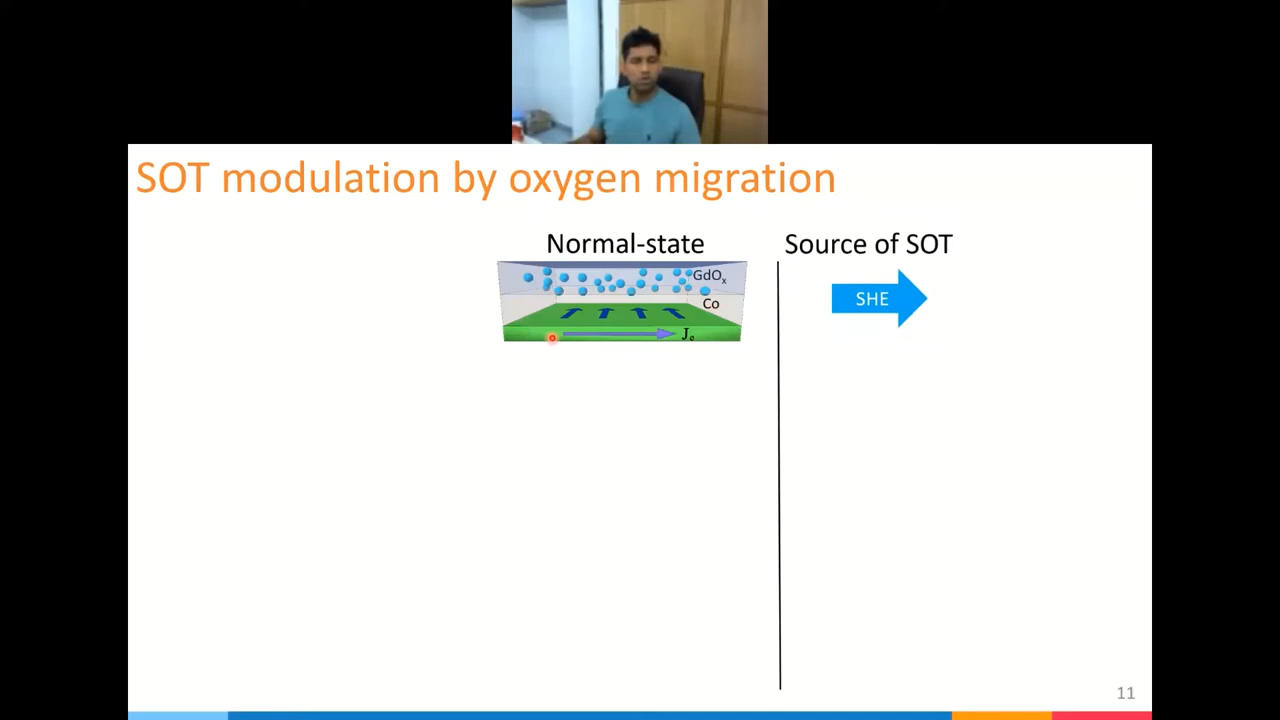 SOT modulation by oxygen migration
Normal-state
Source of SOT
GdOₓ
Co
SHE
Jₑ
11